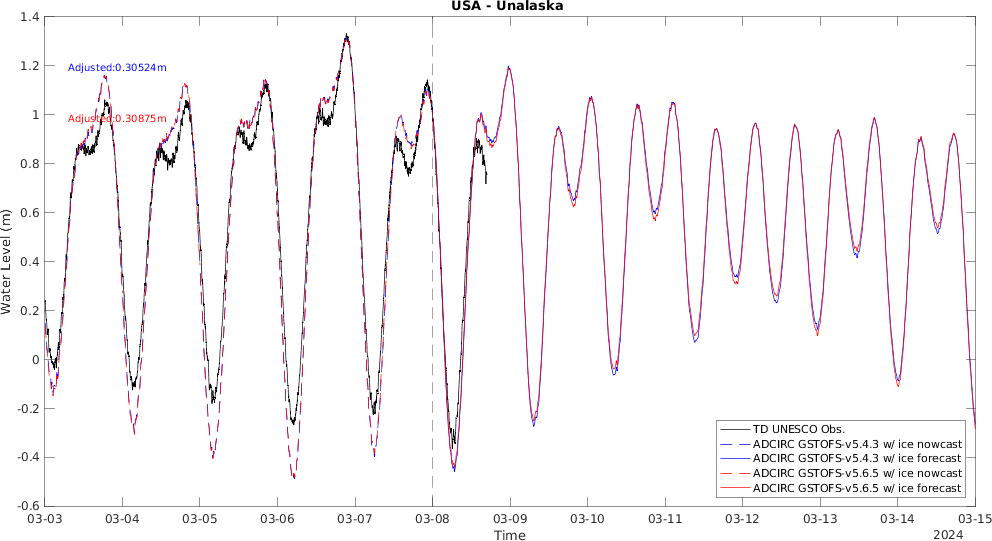 USA - Unalaska
Adjusted:0.30524m
Adjusted:0.30875m
Water Level (m)
1.4
1.2
1
0.8
0.6
0.4
0.2
0
-0.2
-0.4
-0.6
TD UNESCO Obs.
ADCIRC GSTOFS-v5.4.3 w/ ice nowcast
ADCIRC GSTOFS-v5.4.3 w/ ice forecast
ADCIRC GSTOFS-v5.6.5 w/ ice nowcast
ADCIRC GSTOFS-v5.6.5 w/ ice forecast
03-03 03-04 03-05 03-06 03-07 03-08 03-09 03-10 03-11 03-12 03-13 03-14 03-15
Time
2024